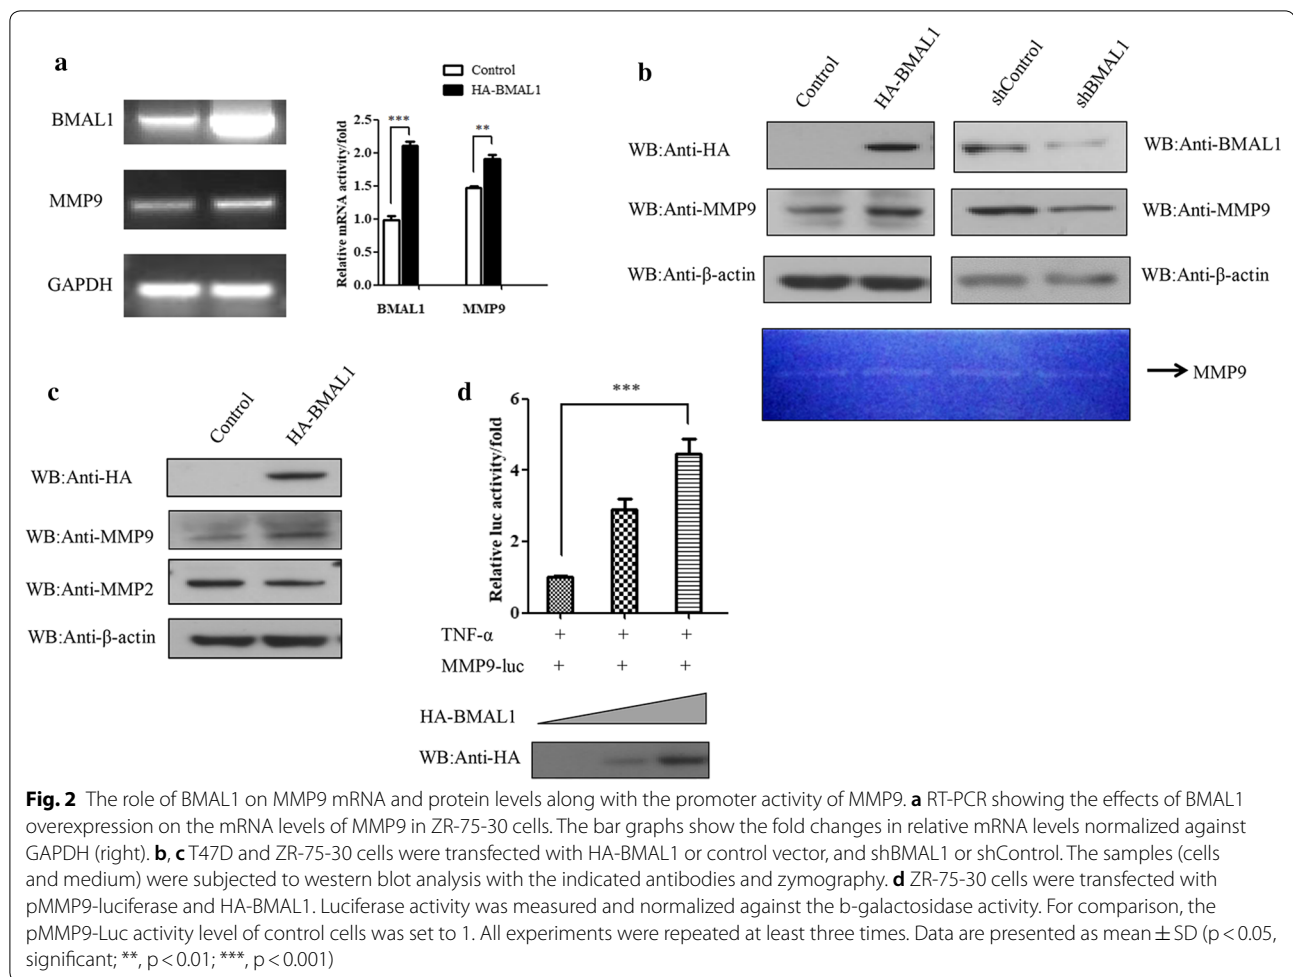 a
Control
HA-BMAL1
BMAL1
MMP9
GAPDH
Relative mRNA activity/fold
2.5
2.0
1.5
1.0
0.5
0.0
***
**
BMAL1 MMP9
b
Control HA-BMAL1 shControl shBMAL1
WB:Anti-HA WB:Anti-BMAL1
WB:Anti-MMP9 WB:Anti-MMP9
WB:Anti-β-actin WB:Anti-β-actin
MMP9
c
Control HA-BMAL1
WB:Anti-HA
WB:Anti-MMP9
WB:Anti-MMP2
WB:Anti-β-actin
d
Relative luc activity/fold
6
4
2
0
***
TNF-α + + +
MMP9-luc + + +
HA-BMAL1
WB:Anti-HA
Fig. 2 The role of BMAL1 on MMP9 mRNA and protein levels along with the promoter activity of MMP9. a RT-PCR showing the effects of BMAL1
overexpression on the mRNA levels of MMP9 in ZR-75-30 cells. The bar graphs show the fold changes in relative mRNA levels normalized against
GAPDH (right). b, c T47D and ZR-75-30 cells were transfected with HA-BMAL1 or control vector, and shBMAL1 or shControl. The samples (cells
and medium) were subjected to western blot analysis with the indicated antibodies and zymography. d ZR-75-30 cells were transfected with
pMMP9-luciferase and HA-BMAL1. Luciferase activity was measured and normalized against the b-galactosidase activity. For comparison, the
pMMP9-Luc activity level of control cells was set to 1. All experiments were repeated at least three times. Data are presented as mean ± SD (p < 0.05,
significant; **, p < 0.01; ***, p < 0.001)